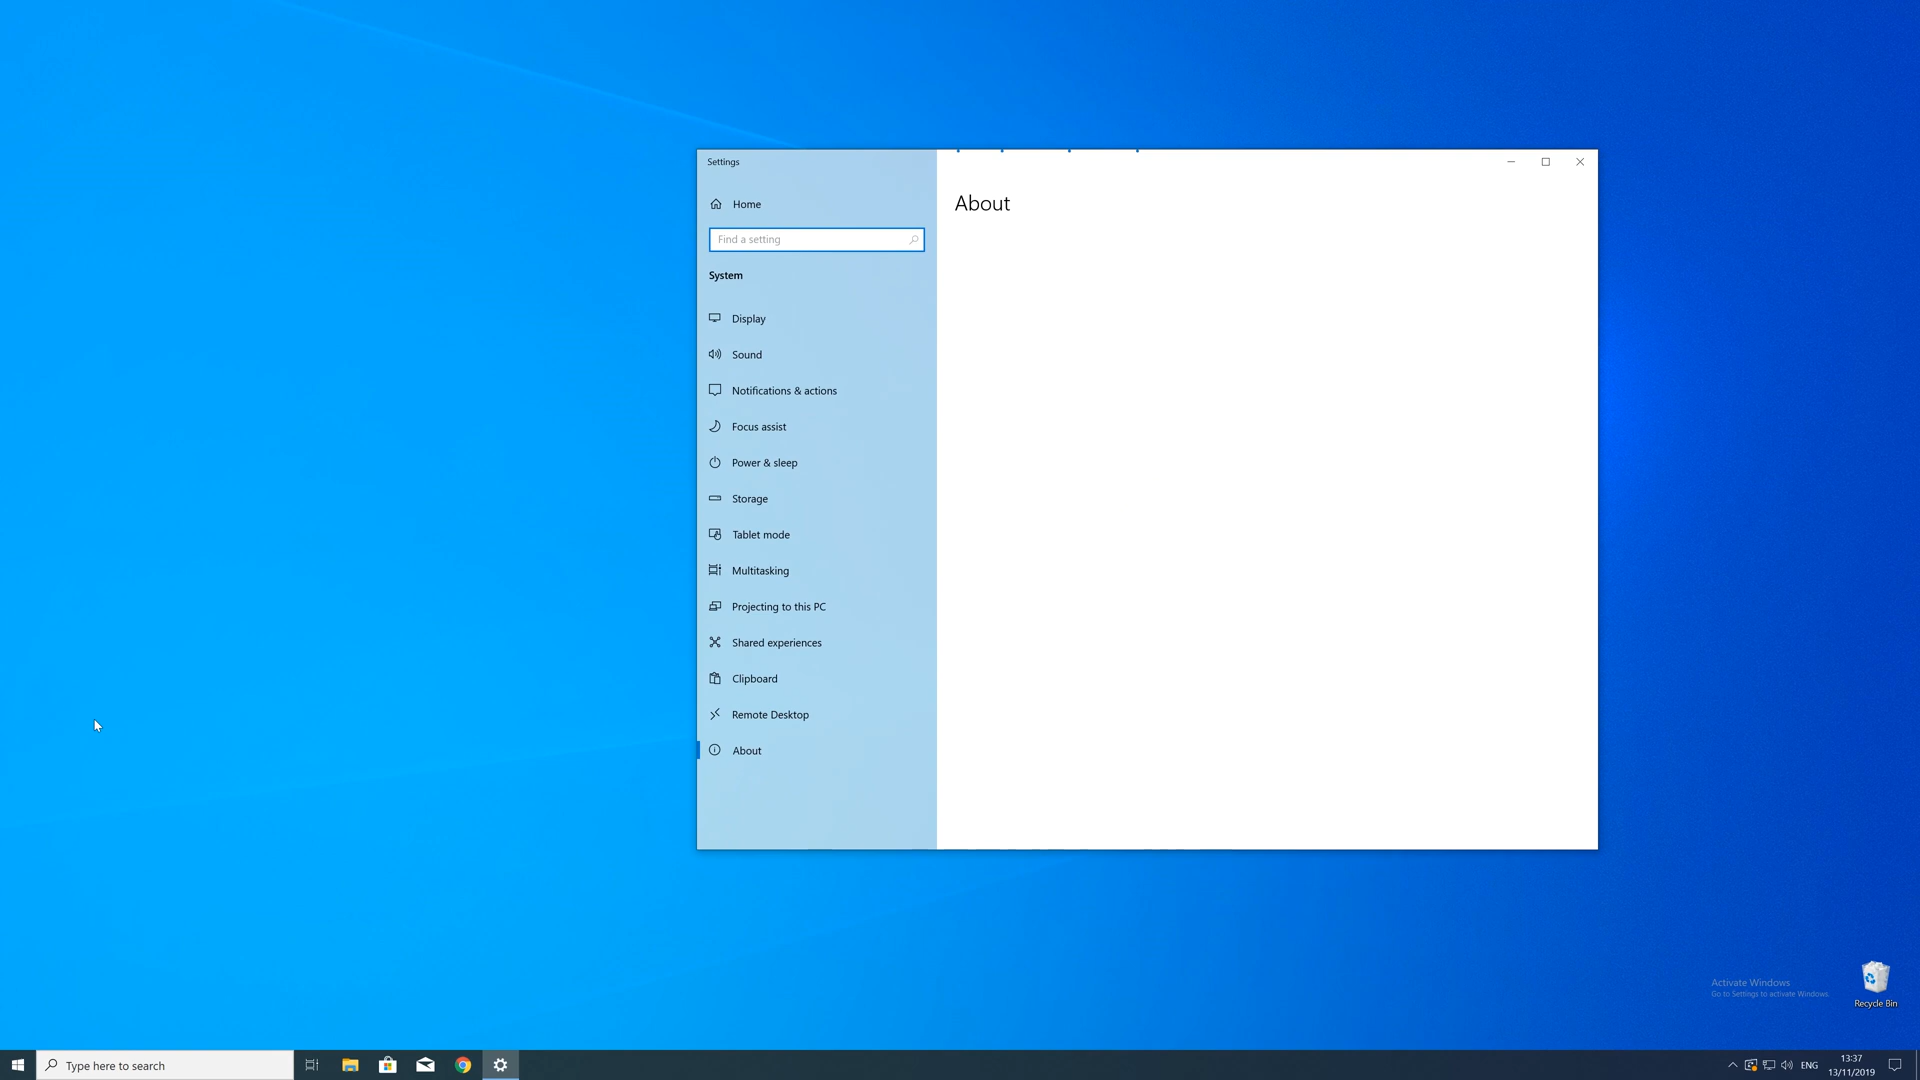 Settings
Home
Find a setting
System
Display
Sound
Notifications & actions
Focus assist
Power & sleep
Storage
Tablet mode
Multitasking
Projecting to this PC
Shared experiences
Clipboard
Remote Desktop
About
About
Activate Windows
Go to Settings to activate Windows.
Recycle Bin
Type here to search
ENG
13:37
13/11/2019